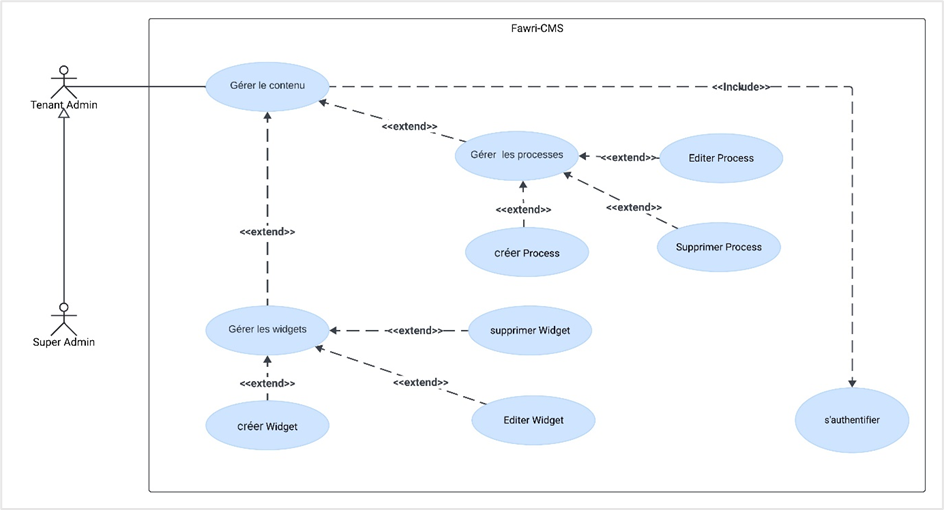 Fawri-CMS
Gérer le contenu
<<Include>>
Tenant Admin
<<extend>>
Gérer les processes
<<extend>>
Editer Process
<<extend>>
<<extend>>
<<extend>>
créer Process
Supprimer Process
Gérer les widgets
<<extend>>
supprimer Widget
Super Admin
<<extend>>
<<extend>>
créer Widget
Editer Widget
s'authentifier